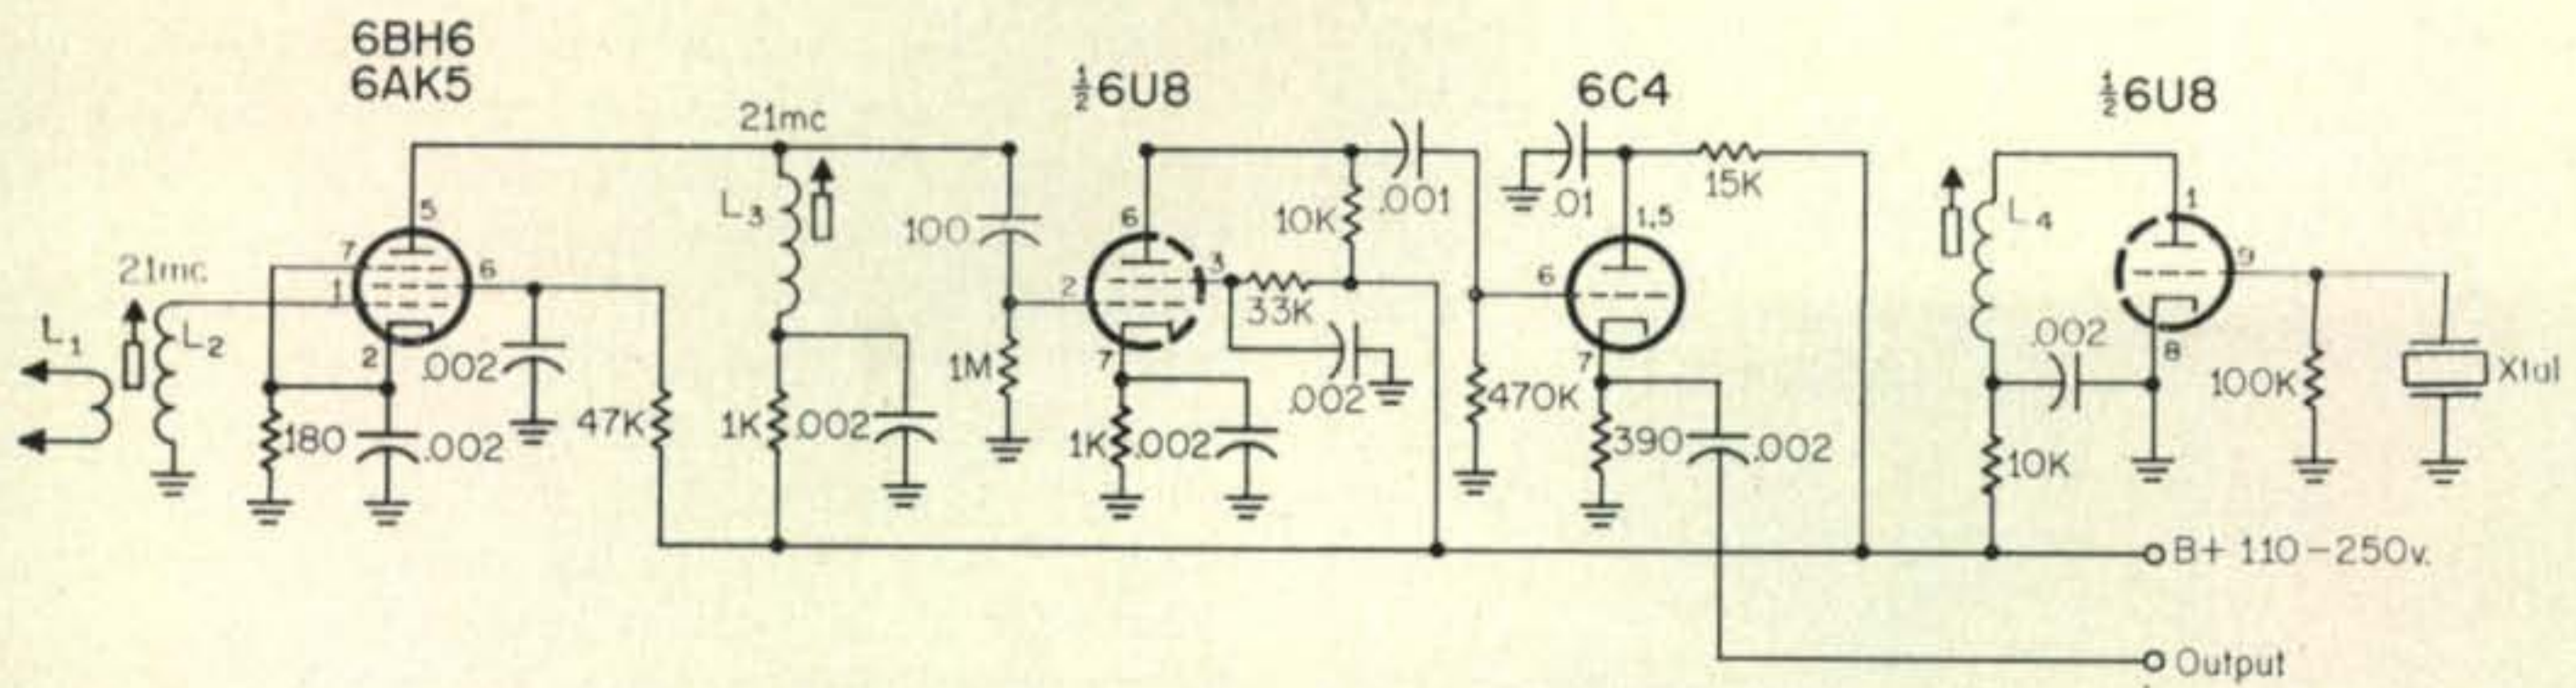 6BH6
6AK5
½6U8
6C4
½6U8
21mc
21mc
L1
L2
7
1
5
6
2
180
.002
.002
47K
L3
1K
.002
100
1M
2
6
3
7
1K
.002
33K
.002
10K
.001
6
1,5
7
.01
15K
470K
390
.002
L4
1
9
8
.002
10K
100K
Xtal
B+ 110-250v.
Output